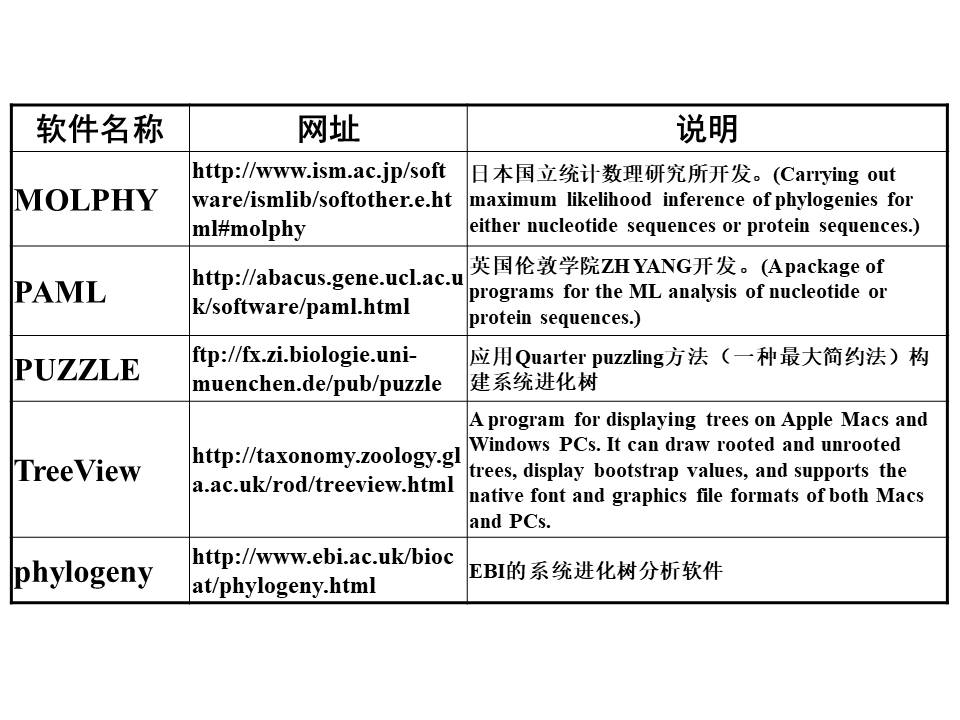 软件名称
网址
说明
MOLPHY
http://www.ism.ac.jp/soft
ware/ismlib/softother.e.ht
ml#molphy
日本国立统计数理研究所开发。(Carrying out
maximum likelihood inference of phylogenies for
either nucleotide sequences or protein sequences.)
PAML
http://abacus.gene.ucl.ac.u
k/software/paml.html
英国伦敦学院ZH YANG开发。(A package of
programs for the ML analysis of nucleotide or
protein sequences.)
PUZZLE
ftp://fx.zi.biologie.uni-
muenchen.de/pub/puzzle
应用Quarter puzzling方法（一种最大简约法）构
建系统进化树
TreeView
http://taxonomy.zoology.gl
a.ac.uk/rod/treeview.html
A program for displaying trees on Apple Macs and
Windows PCs. It can draw rooted and unrooted
trees, display bootstrap values, and supports the
native font and graphics file formats of both Macs
and PCs.
phylogeny
http://www.ebi.ac.uk/bioc
at/phylogeny.html
EBI的系统进化树分析软件